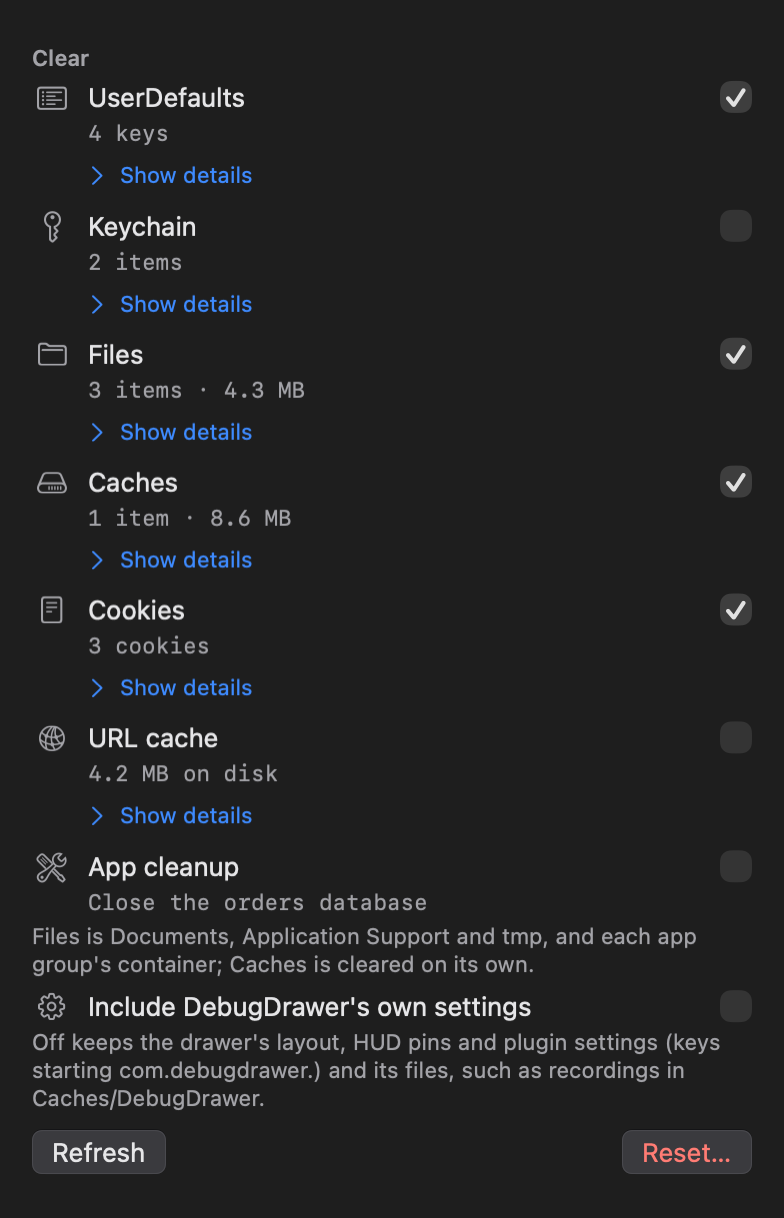 Clear
UserDefaults
4 keys
Show details
Keychain
2 items
Show details
Files
3 items · 4.3 MB
Show details
Caches
1 item · 8.6 MB
Show details
Cookies
3 cookies
Show details
URL cache
4.2 MB on disk
Show details
App cleanup
Close the orders database
Files is Documents, Application Support and tmp, and each app
group's container; Caches is cleared on its own.
Include DebugDrawer's own settings
Off keeps the drawer's layout, HUD pins and plugin settings (keys
starting com.debugdrawer.) and its files, such as recordings in
Caches/DebugDrawer.
Refresh
Reset...